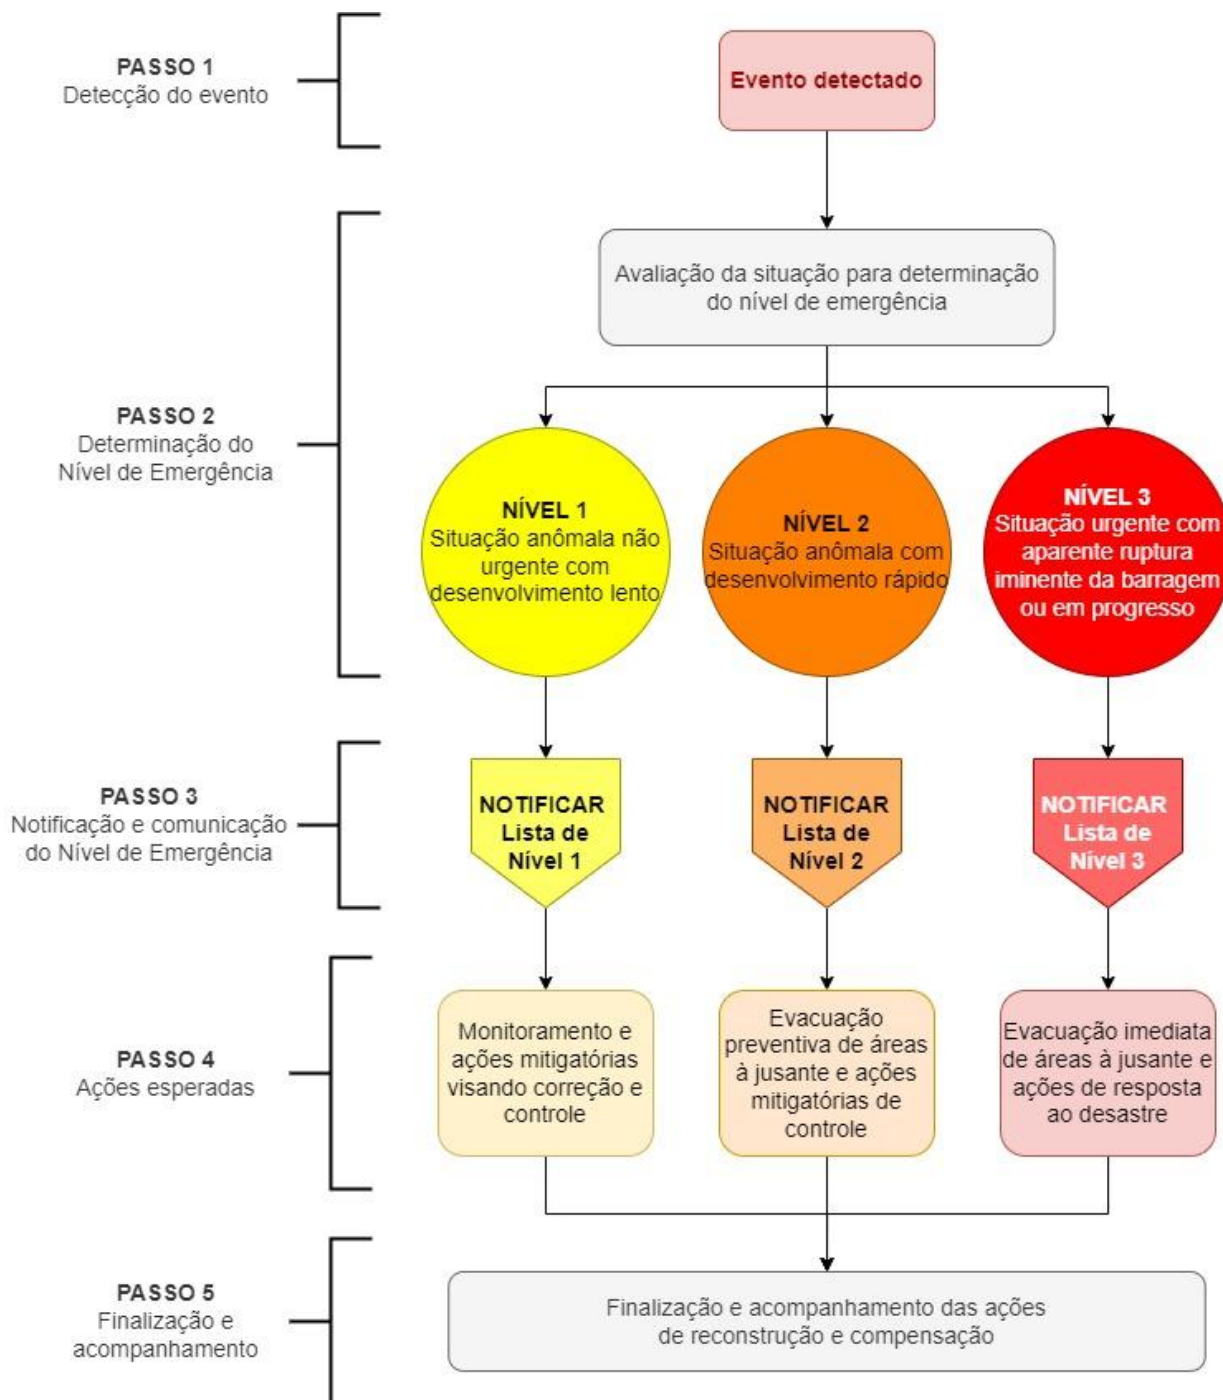 PASSO 1
Detecção do evento
Evento detectado
PASSO 2
Determinação do
Nível de Emergência
Avaliação da situação para determinação
do nível de emergência
NÍVEL 1
Situação anômala não
urgente com
desenvolvimento lento
NÍVEL 2
Situação anômala com
desenvolvimento rápido
NÍVEL 3
Situação urgente com
aparente ruptura
iminente da barragem
ou em progresso
PASSO 3
Notificação e comunicação
do Nível de Emergência
NOTIFICAR
Lista de
Nível 1
NOTIFICAR
Lista de
Nível 2
NOTIFICAR
Lista de
Nível 3
PASSO 4
Ações esperadas
Monitoramento e
ações mitigatórias
visando correção e
controle
Evacuação
preventiva de áreas
à jusante e ações
mitigatórias de
controle
Evacuação imediata
de áreas à jusante e
ações de resposta
ao desastre
PASSO 5
Finalização e
acompanhamento
Finalização e acompanhamento das ações
de reconstrução e compensação